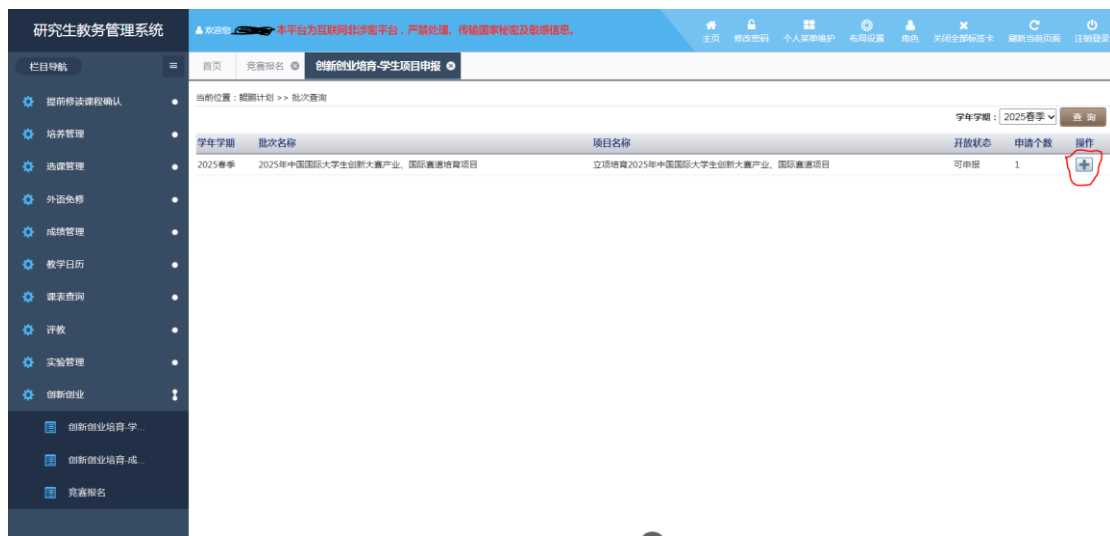 研究生教务管理系统
欢迎您
本平台为互联网非涉密平台，严禁处理、传输国家秘密及敏感信息。
主页 修改密码 个人菜单维护 布局设置 角色 关闭全部标签卡 刷新当前页面 注销登录
栏目导航
首页 竞赛报名 创新创业培育-学生项目申报
当前位置：鲲鹏计划 >> 批次查询
学年学期： 2025春季 查 询
学年学期 批次名称 项目名称 开放状态 申请个数 操作
2025春季 2025年中国国际大学生创新大赛产业、国际赛道培育项目 立项培育2025年中国国际大学生创新大赛产业、国际赛道项目 可申报 1
提前修读课程确认
培养管理
选课管理
外语免修
成绩管理
教学日历
课表查询
评教
实验管理
创新创业
创新创业培育-学...
创新创业培育-成...
竞赛报名